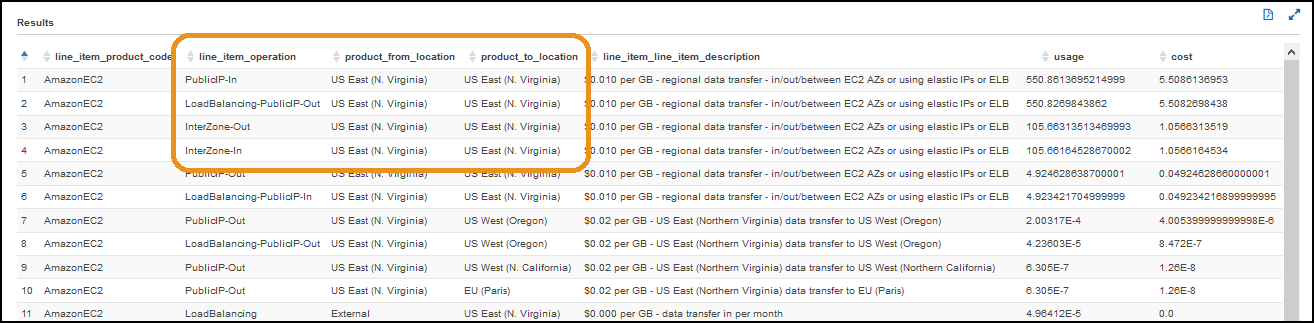 Results
line_item_product_code line_item_operation product_from_location product_to_location line_item_line_item_description usage cost
1 AmazonEC2 PublicIP-In US East (N. Virginia) US East (N. Virginia) $0.010 per GB - regional data transfer - in/out/between EC2 AZs or using elastic IPs or ELB 550.8613695214999 5.5086136953
2 AmazonEC2 LoadBalancing-PublicIP-Out US East (N. Virginia) US East (N. Virginia) $0.010 per GB - regional data transfer - in/out/between EC2 AZs or using elastic IPs or ELB 550.8269843862 5.5082698438
3 AmazonEC2 InterZone-Out US East (N. Virginia) US East (N. Virginia) $0.010 per GB - regional data transfer - in/out/between EC2 AZs or using elastic IPs or ELB 105.66313513469993 1.0566313519
4 AmazonEC2 InterZone-In US East (N. Virginia) US East (N. Virginia) $0.010 per GB - regional data transfer - in/out/between EC2 AZs or using elastic IPs or ELB 105.66164528670002 1.0566164534
5 AmazonEC2 PublicIP-Out US East (N. Virginia) US East (N. Virginia) $0.010 per GB - regional data transfer - in/out/between EC2 AZs or using elastic IPs or ELB 4.924628638700001 0.04924628660000001
6 AmazonEC2 LoadBalancing-PublicIP-In US East (N. Virginia) US East (N. Virginia) $0.010 per GB - regional data transfer - in/out/between EC2 AZs or using elastic IPs or ELB 4.923421704999999 0.049234216899999995
7 AmazonEC2 PublicIP-Out US East (N. Virginia) US West (Oregon) $0.02 per GB - US East (Northern Virginia) data transfer to US West (Oregon) 2.00317E-4 4.005399999999998E-6
8 AmazonEC2 LoadBalancing-PublicIP-Out US East (N. Virginia) US West (Oregon) $0.02 per GB - US East (Northern Virginia) data transfer to US West (Oregon) 4.23603E-5 8.472E-7
9 AmazonEC2 PublicIP-Out US East (N. Virginia) US West (N. California) $0.02 per GB - US East (Northern Virginia) data transfer to US West (Northern California) 6.305E-7 1.26E-8
10 AmazonEC2 PublicIP-Out US East (N. Virginia) EU (Paris) $0.02 per GB - US East (Northern Virginia) data transfer to EU (Paris) 6.305E-7 1.26E-8
11 AmazonEC2 LoadBalancing External US East (N. Virginia) $0.000 per GB - data transfer in per month 4.96412E-5 0.0